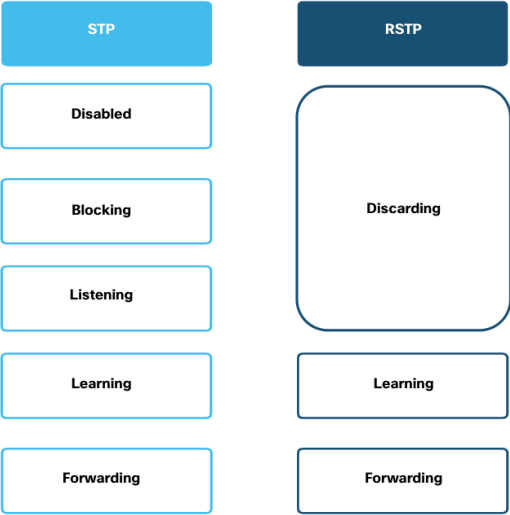 STP
RSTP
Disabled
Blocking
Discarding
Listening
Learning
Learning
Forwarding
Forwarding